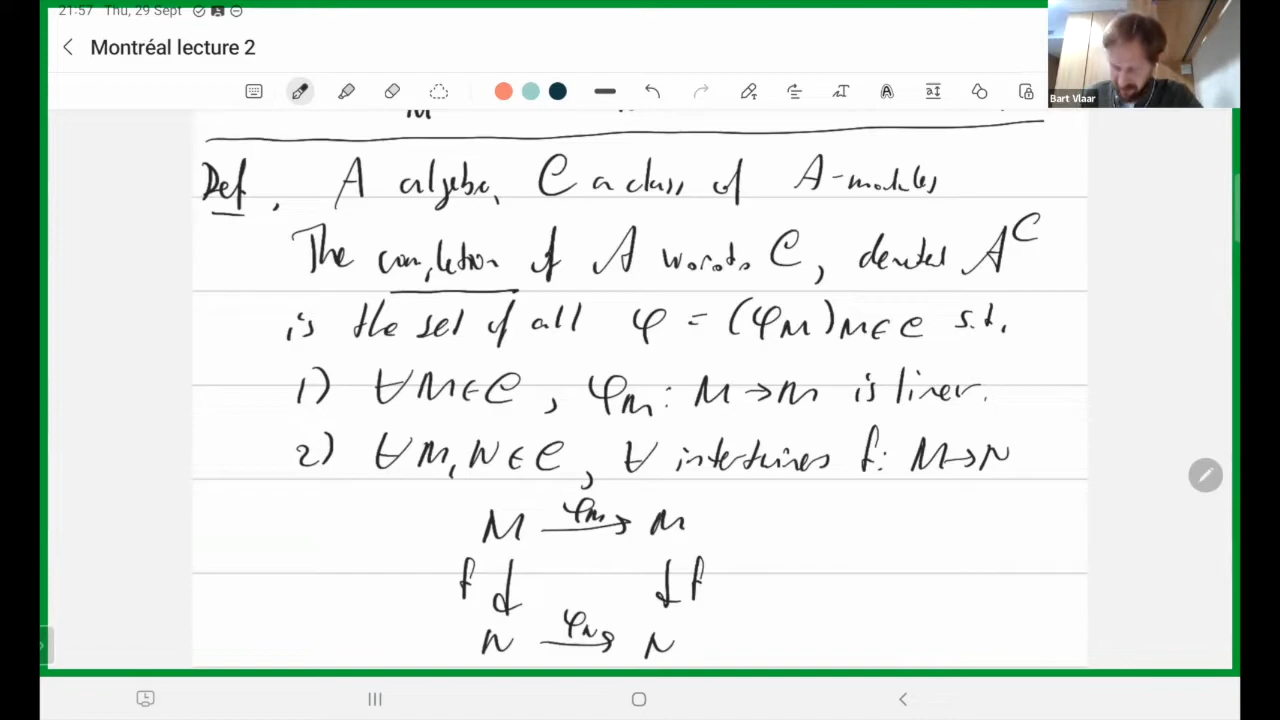 21:57 Thu, 29 Sept
Montréal lecture 2
Bart Vlaar
Def. A algebra, C a class of A-modules
The completion of A w.r.t. C, denoted A^C
is the set of all φ = (φ_M)_{M∈C} s.t.
1) ∀M∈C, φ_M: M → M is linear.
2) ∀M, N ∈ C, ∀ intertwiners f: M → N
M φ_M → M
f ↓ ↓ f
N φ_N → N